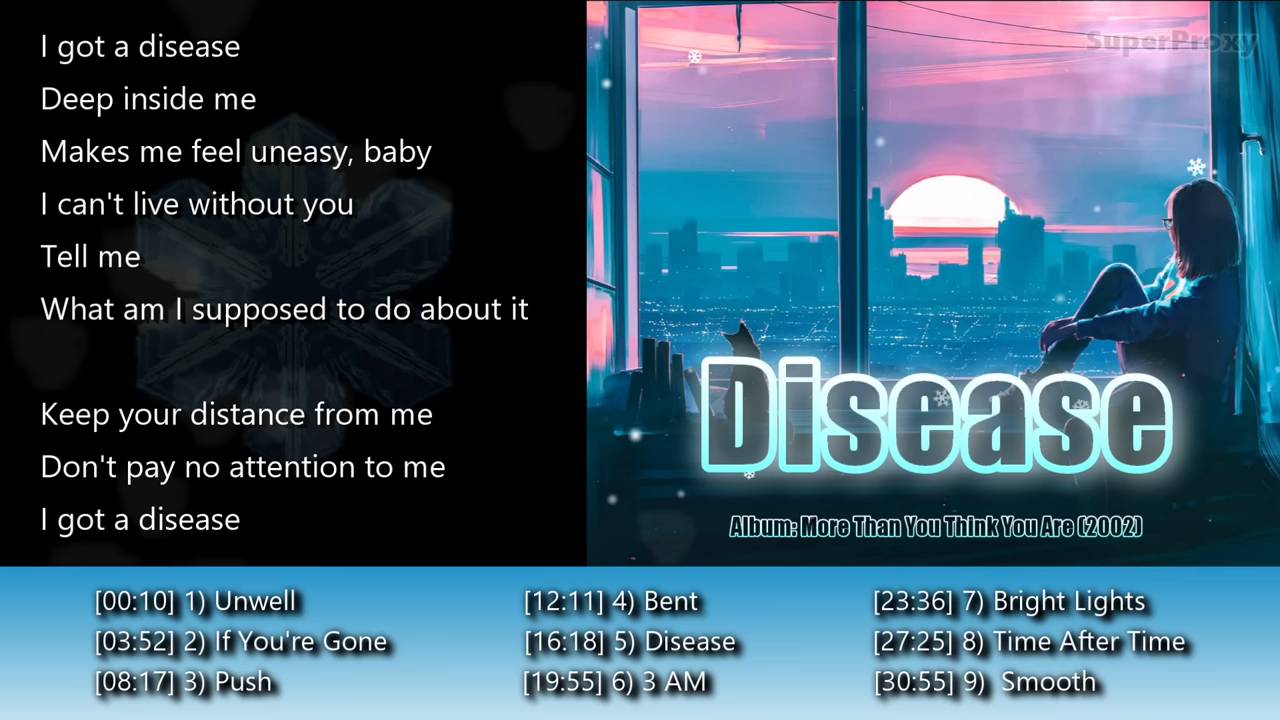 I got a disease
Deep inside me
Makes me feel uneasy, baby
I can't live without you
Tell me
What am I supposed to do about it
Keep your distance from me
Don't pay no attention to me
I got a disease
SuperProxy
Disease
Album: More Than You Think You Are (2002)
[00:10] 1) Unwell
[03:52] 2) If You're Gone
[08:17] 3) Push
[12:11] 4) Bent
[16:18] 5) Disease
[19:55] 6) 3 AM
[23:36] 7) Bright Lights
[27:25] 8) Time After Time
[30:55] 9)  Smooth